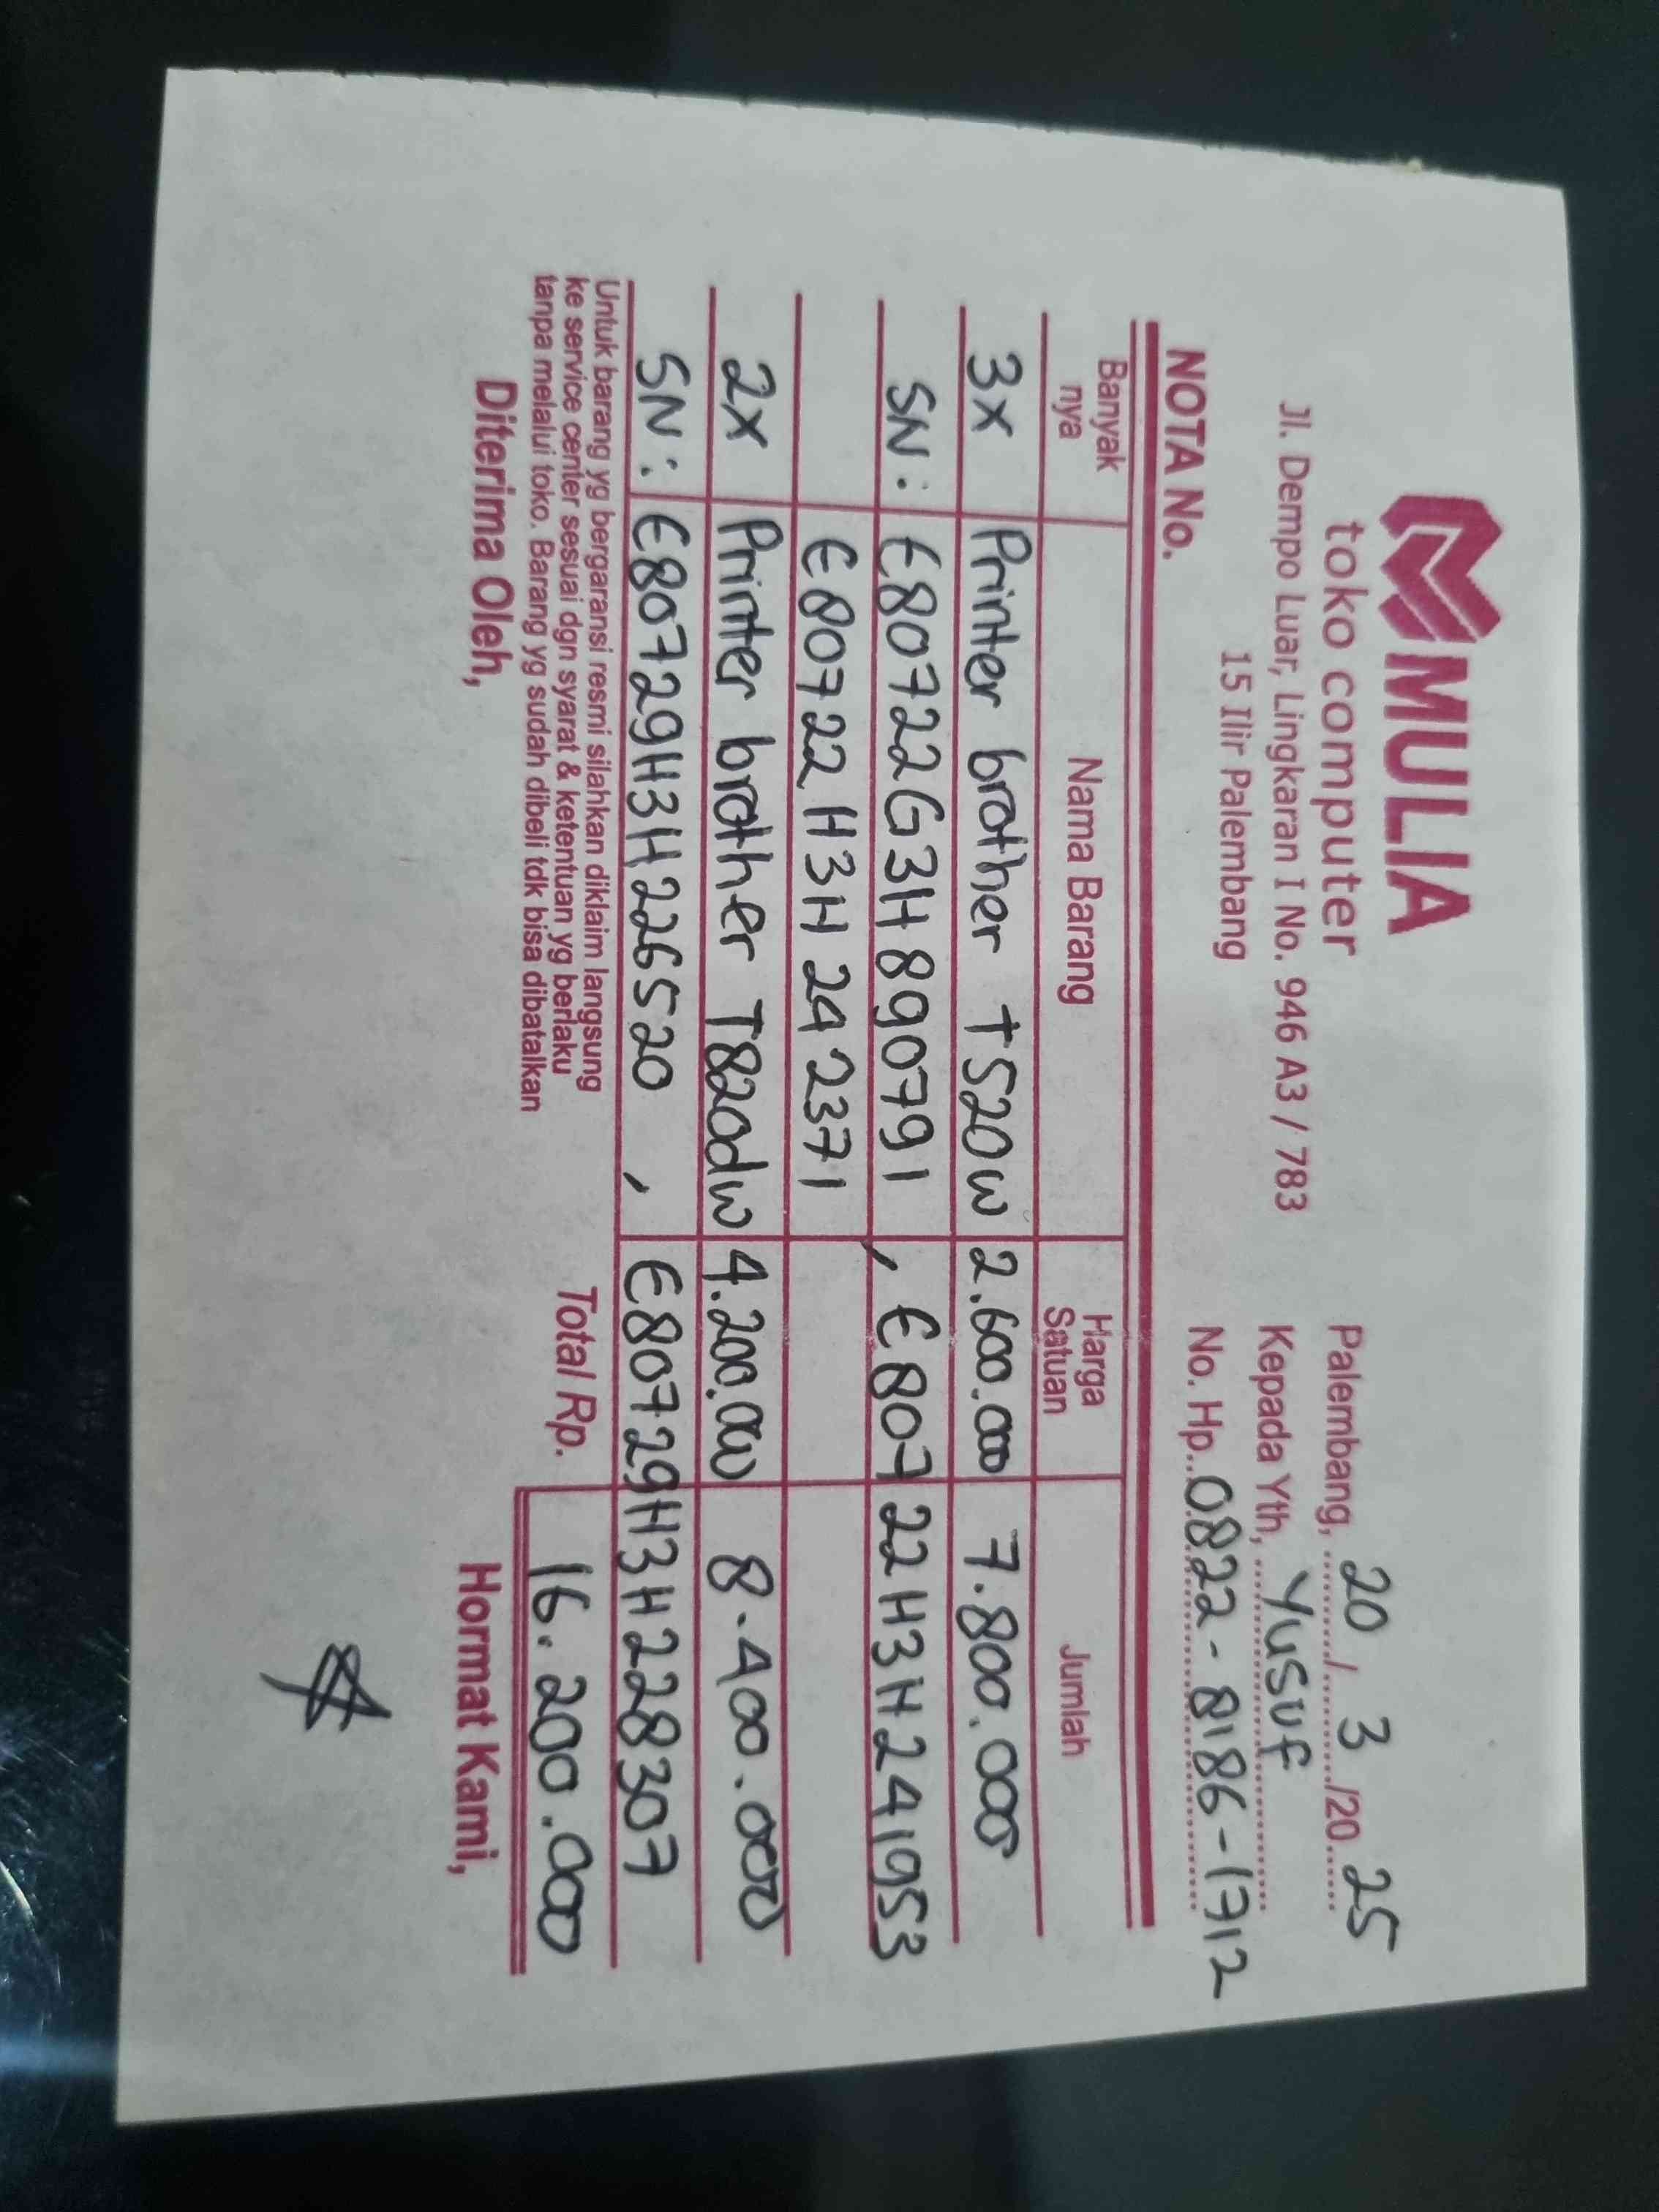 MULIA
toko computer
Jl. Dempo Luar, Lingkaran I No. 946 A3 / 783
15 Ilir Palembang
Palembang, 20 / 3 /20 25
Kepada Yth, Yusuf
No. Hp. 0822-8186-1712
NOTA No.
Banyak nya Nama Barang Harga Satuan Jumlah
3x Printer brother T520w 2.600.000 7.800.000
SN: E80722G3H890791, E80722H3H241953
E80722H3H242371
2x Printer brother T820dw 4.200.000 8.400.000
SN: E80729H3H226520, E80729H3H228307
Untuk barang yg bergaransi resmi silahkan diklaim langsung
ke service center sesuai dgn syarat & ketentuan yg berlaku
tanpa melalui toko. Barang yg sudah dibeli tdk bisa dibatalkan
Total Rp. 16.200.000
Diterima Oleh, Hormat Kami,